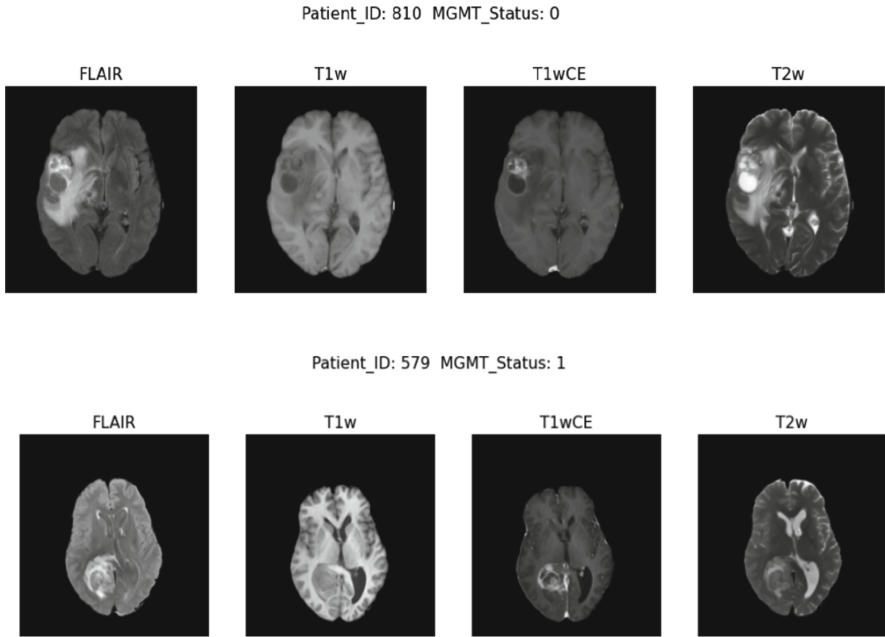 Patient_ID: 810  MGMT_Status: 0
FLAIR T1w T1wCE T2w
Patient_ID: 579  MGMT_Status: 1
FLAIR T1w T1wCE T2w